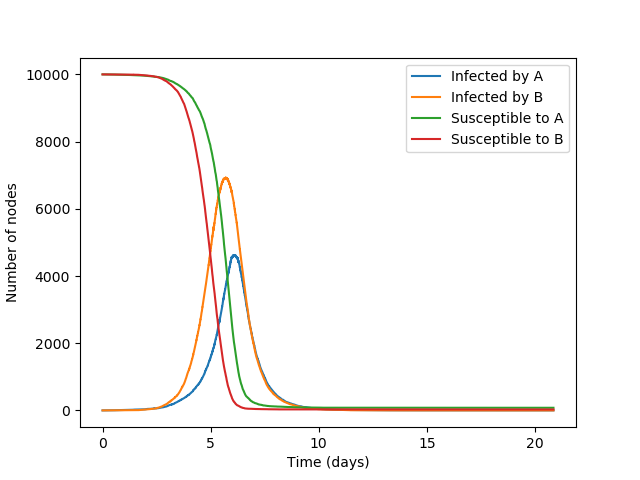 Infected by A
Infected by B
Susceptible to A
Susceptible to B
10000
8000
6000
4000
2000
0
Number of nodes
0 5 10 15 20
Time (days)